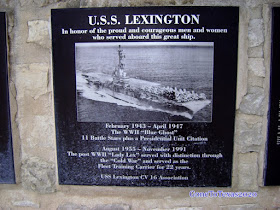 U.S.S. LEXINGTON
In honor of the proud and courageous men and women
who served aboard this great ship.
February 1943 – April 1947
The WWII "Blue Ghost"
11 Battle Stars plus a Presidential Unit Citation
August 1955 – November 1991
The post WWII "Lady Lex" served with distinction through
the "Cold War" and served as the
Fleet Training Carrier for 22 years.
USS Lexington CV 16 Association